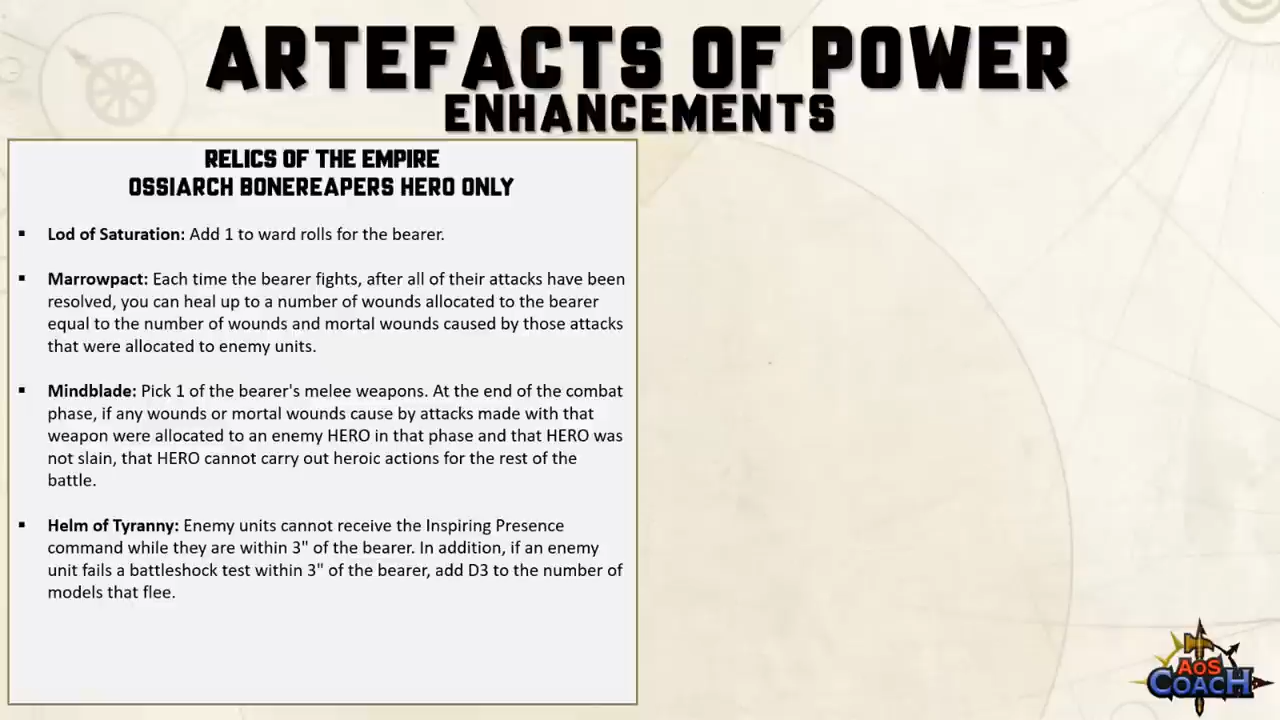 ARTEFACTS OF POWER
ENHANCEMENTS
RELICS OF THE EMPIRE
OSSIARCH BONEREAPERS HERO ONLY
▪ Lod of Saturation: Add 1 to ward rolls for the bearer.
▪ Marrowpact: Each time the bearer fights, after all of their attacks have been
resolved, you can heal up to a number of wounds allocated to the bearer
equal to the number of wounds and mortal wounds caused by those attacks
that were allocated to enemy units.
▪ Mindblade: Pick 1 of the bearer's melee weapons. At the end of the combat
phase, if any wounds or mortal wounds cause by attacks made with that
weapon were allocated to an enemy HERO in that phase and that HERO was
not slain, that HERO cannot carry out heroic actions for the rest of the
battle.
▪ Helm of Tyranny: Enemy units cannot receive the Inspiring Presence
command while they are within 3" of the bearer. In addition, if an enemy
unit fails a battleshock test within 3" of the bearer, add D3 to the number of
models that flee.
AoS
COACH